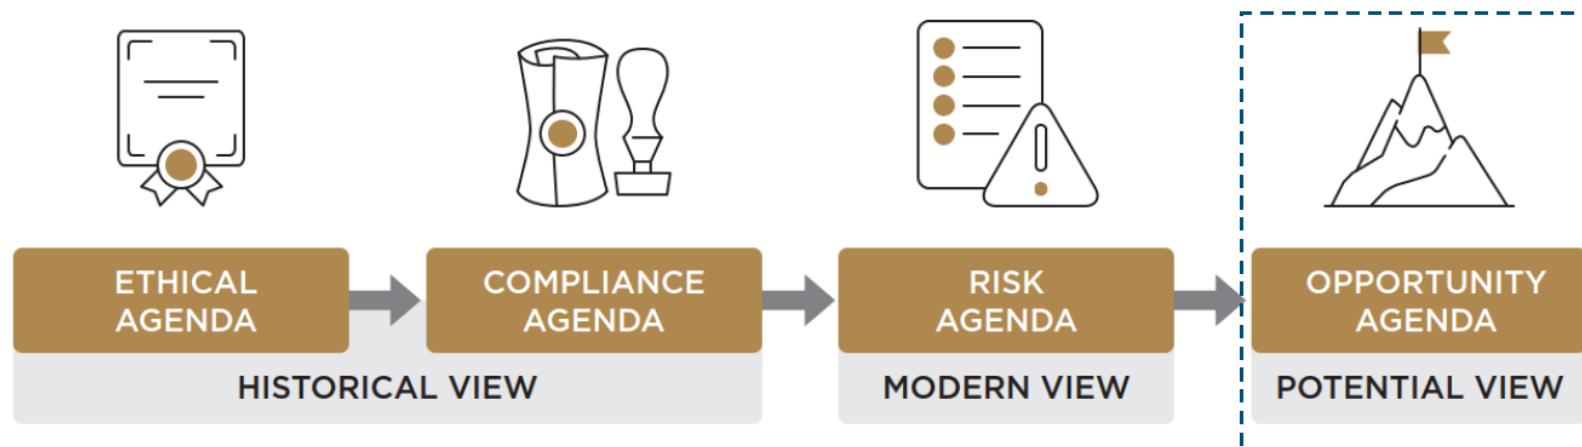 ETHICAL
AGENDA
COMPLIANCE
AGENDA
RISK
AGENDA
OPPORTUNITY
AGENDA
HISTORICAL VIEW
MODERN VIEW
POTENTIAL VIEW